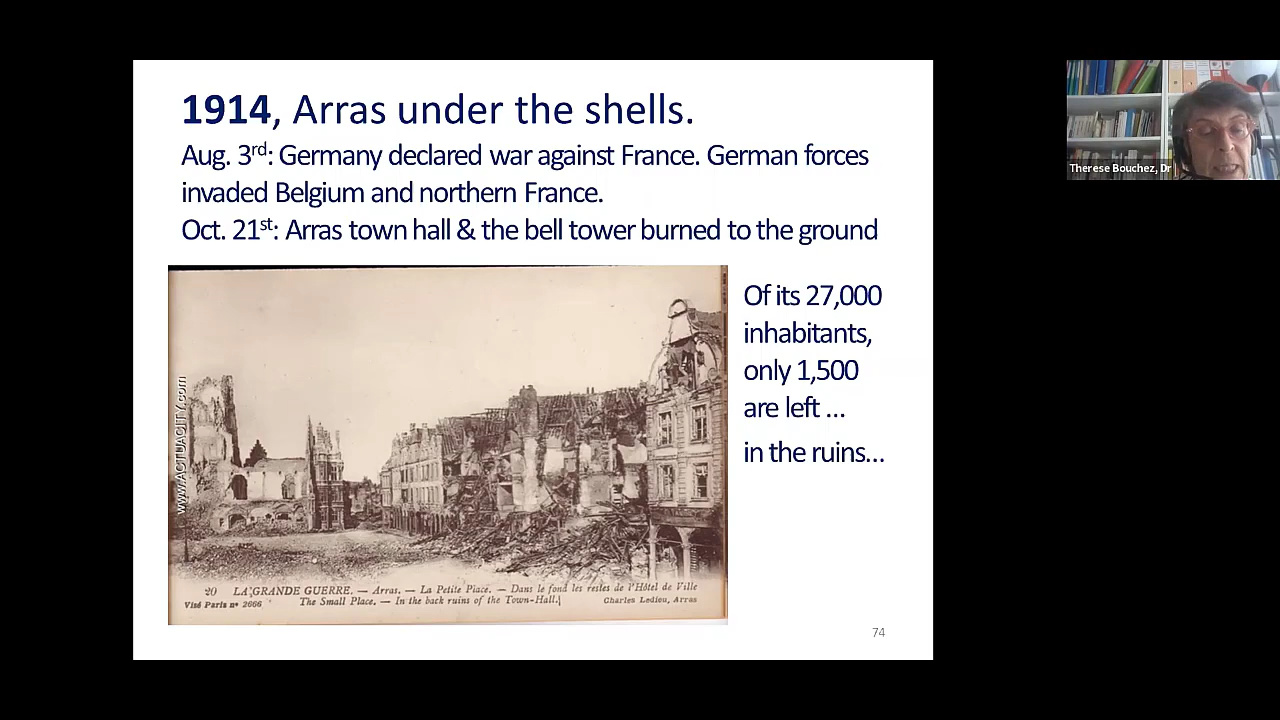 1914, Arras under the shells.
Aug. 3rd: Germany declared war against France. German forces
invaded Belgium and northern France.
Oct. 21st: Arras town hall & the bell tower burned to the ground
Of its 27,000
inhabitants,
only 1,500
are left ...
in the ruins...
www.ACTUACITY.com
20 LA GRANDE GUERRE. — Arras. — La Petite Place. — Dans le fond les restes de l'Hôtel de Ville
Visé Paris nº 2666 The Small Place. — In the back ruins of the Town-Hall. Charles Ledieu, Arras
74
Therese Bouchez, Dr